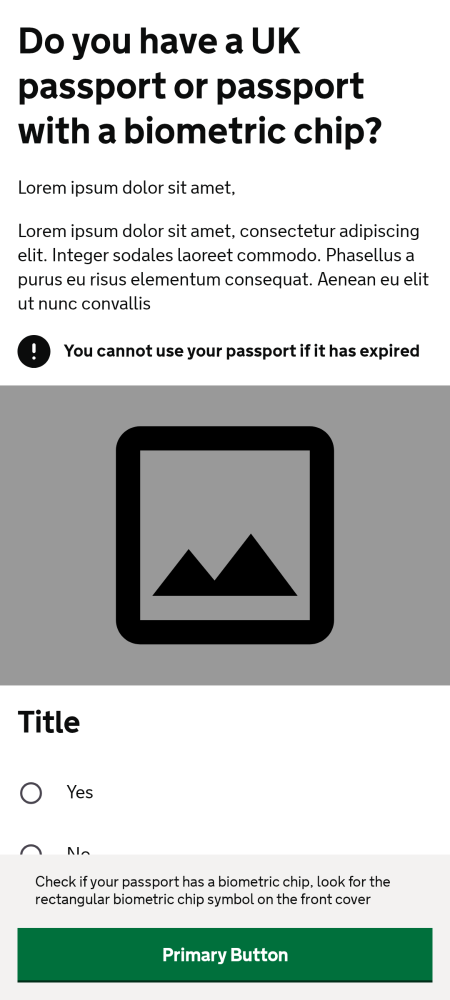 Do you have a UK
passport or passport
with a biometric chip?
Lorem ipsum dolor sit amet,
Lorem ipsum dolor sit amet, consectetur adipiscing
elit. Integer sodales laoreet commodo. Phasellus a
purus eu risus elementum consequat. Aenean eu elit
ut nunc convallis
! You cannot use your passport if it has expired
Title
Yes
No
Check if your passport has a biometric chip, look for the
rectangular biometric chip symbol on the front cover
Primary Button